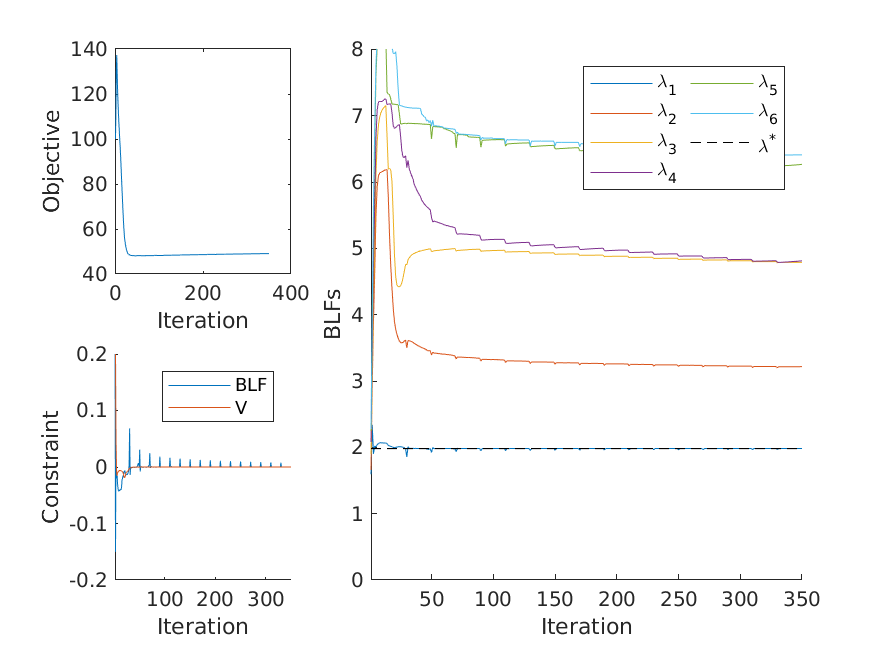 140
120
100
80
60
40
0
200
400
Objective
Iteration
0.2
0.1
0
-0.1
-0.2
100
200
300
Constraint
Iteration
BLF
V
8
7
6
5
4
3
2
1
0
50
100
150
200
250
300
350
BLFs
Iteration
λ1
λ2
λ3
λ4
λ5
λ6
λ*